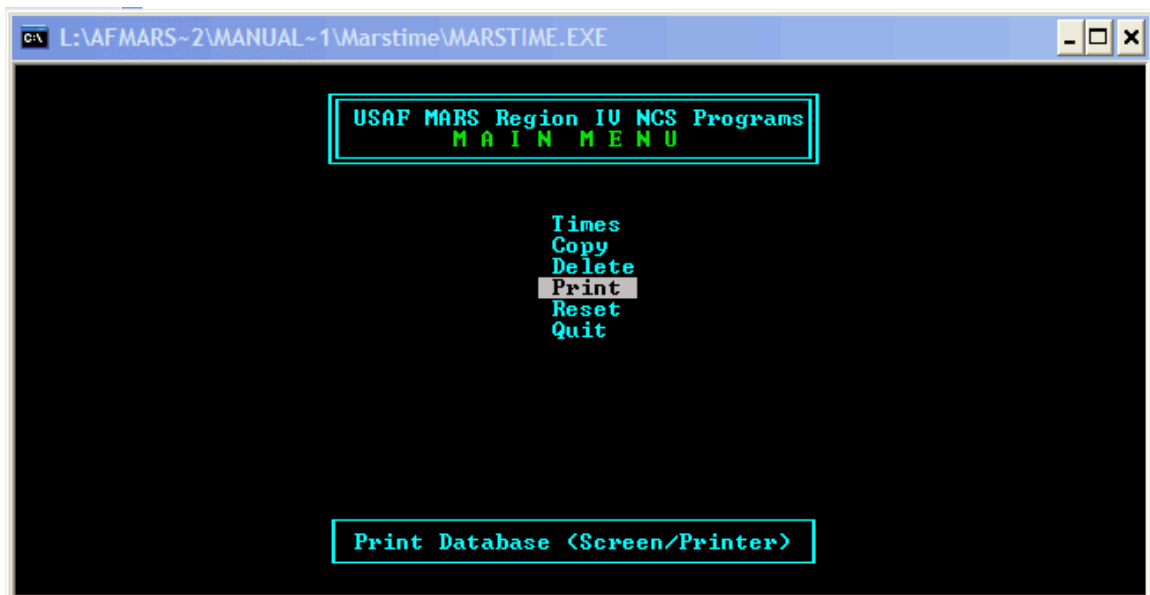 L:\AFMARS~2\MANUAL~1\Marstime\MARSTIME.EXE
USAF MARS Region IV NCS Programs
M A I N M E N U
Times
Copy
Delete
Print
Reset
Quit
Print Database (Screen/Printer)